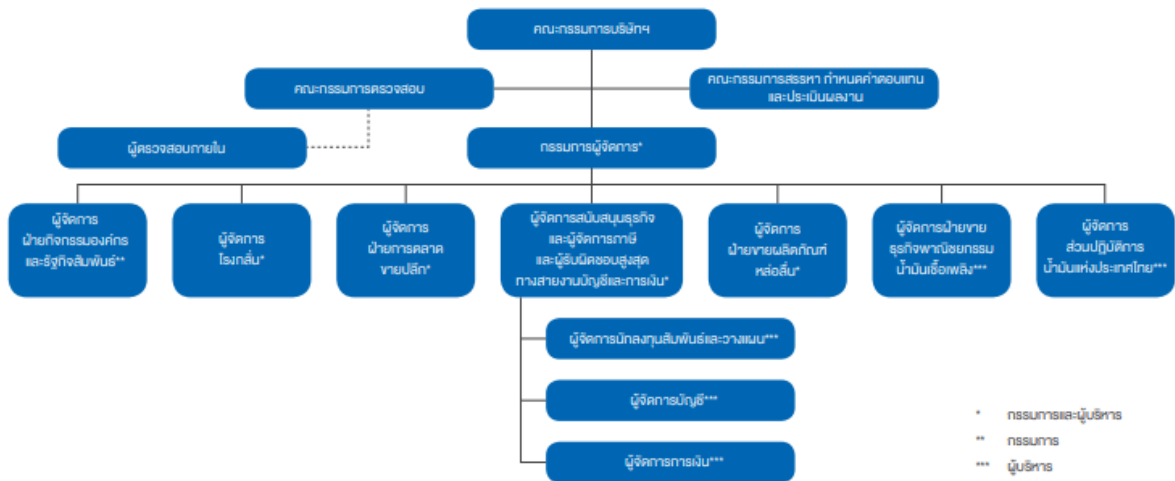 คณะกรรมการบริษัทฯ
คณะกรรมการตรวจสอบ
คณะกรรมการสรรหา กำหนดค่าตอบแทน
และประเมินผลงาน
ผู้ตรวจสอบภายใน
กรรมการผู้จัดการ*
ผู้จัดการ
ฝ่ายกิจกรรมองค์กร
และรัฐกิจสัมพันธ์**
ผู้จัดการ
โรงกลั่น*
ผู้จัดการ
ฝ่ายการตลาด
ขายปลีก*
ผู้จัดการสนับสนุนธุรกิจ
และผู้จัดการภาษี
และผู้รับผิดชอบสูงสุด
ทางสายงานบัญชีและการเงิน*
ผู้จัดการ
ฝ่ายขายผลิตภัณฑ์
หล่อลื่น*
ผู้จัดการฝ่ายขาย
ธุรกิจพาณิชยกรรม
น้ำมันเชื้อเพลิง***
ผู้จัดการ
ส่วนปฏิบัติการ
น้ำมันแห่งประเทศไทย***
ผู้จัดการนักลงทุนสัมพันธ์และวางแผน***
ผู้จัดการบัญชี***
ผู้จัดการการเงิน***
* กรรมการและผู้บริหาร
** กรรมการ
*** ผู้บริหาร